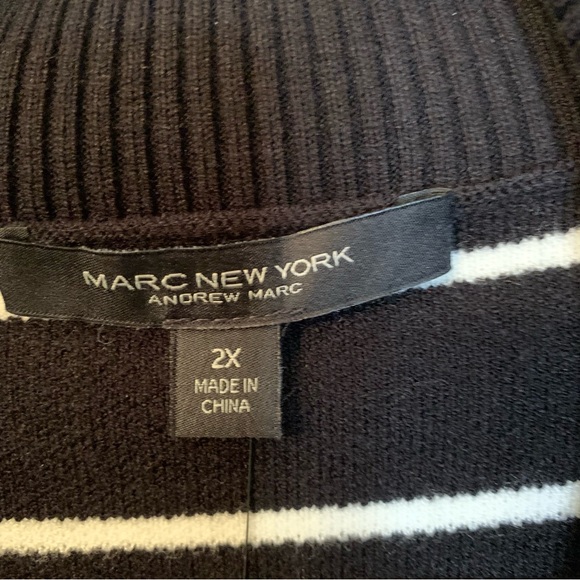 MARC NEW YORK
ANDREW MARC
2X
MADE IN
CHINA